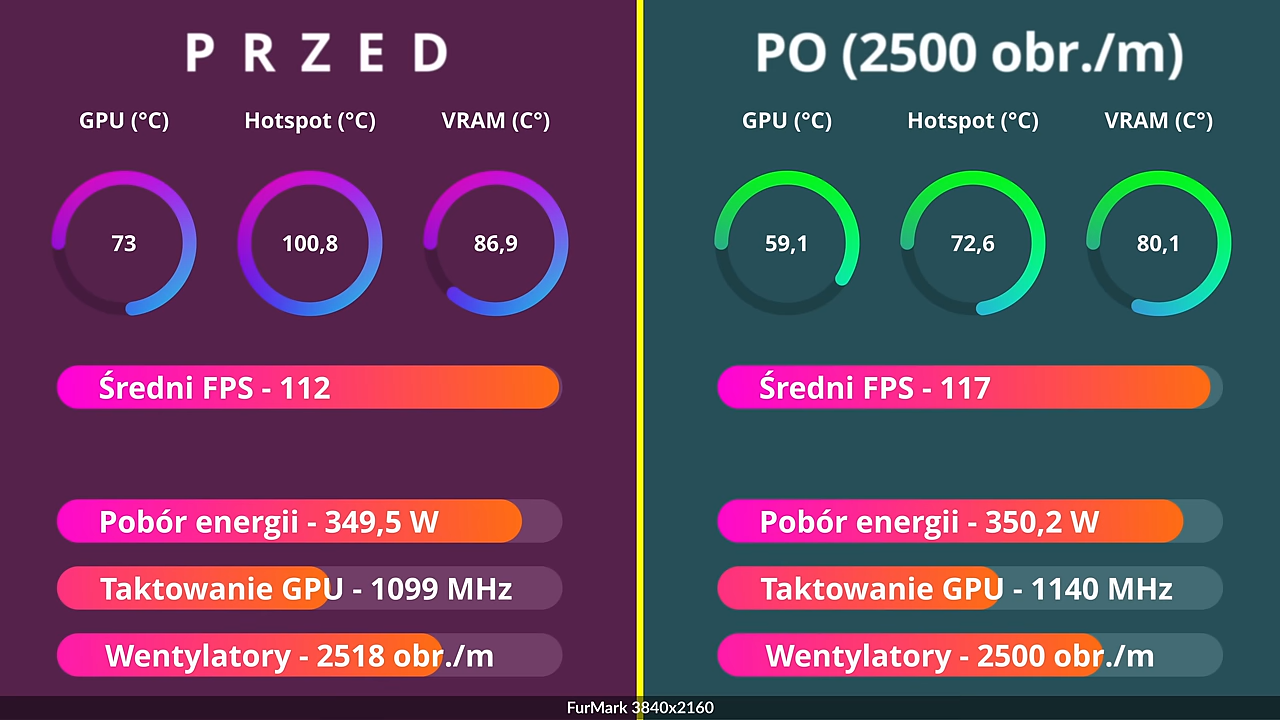 P R Z E D
GPU (°C) Hotspot (°C) VRAM (C°)
73 100,8 86,9
Średni FPS - 112
Pobór energii - 349,5 W
Taktowanie GPU - 1099 MHz
Wentylatory - 2518 obr./m
PO (2500 obr./m)
GPU (°C) Hotspot (°C) VRAM (C°)
59,1 72,6 80,1
Średni FPS - 117
Pobór energii - 350,2 W
Taktowanie GPU - 1140 MHz
Wentylatory - 2500 obr./m
FurMark 3840x2160